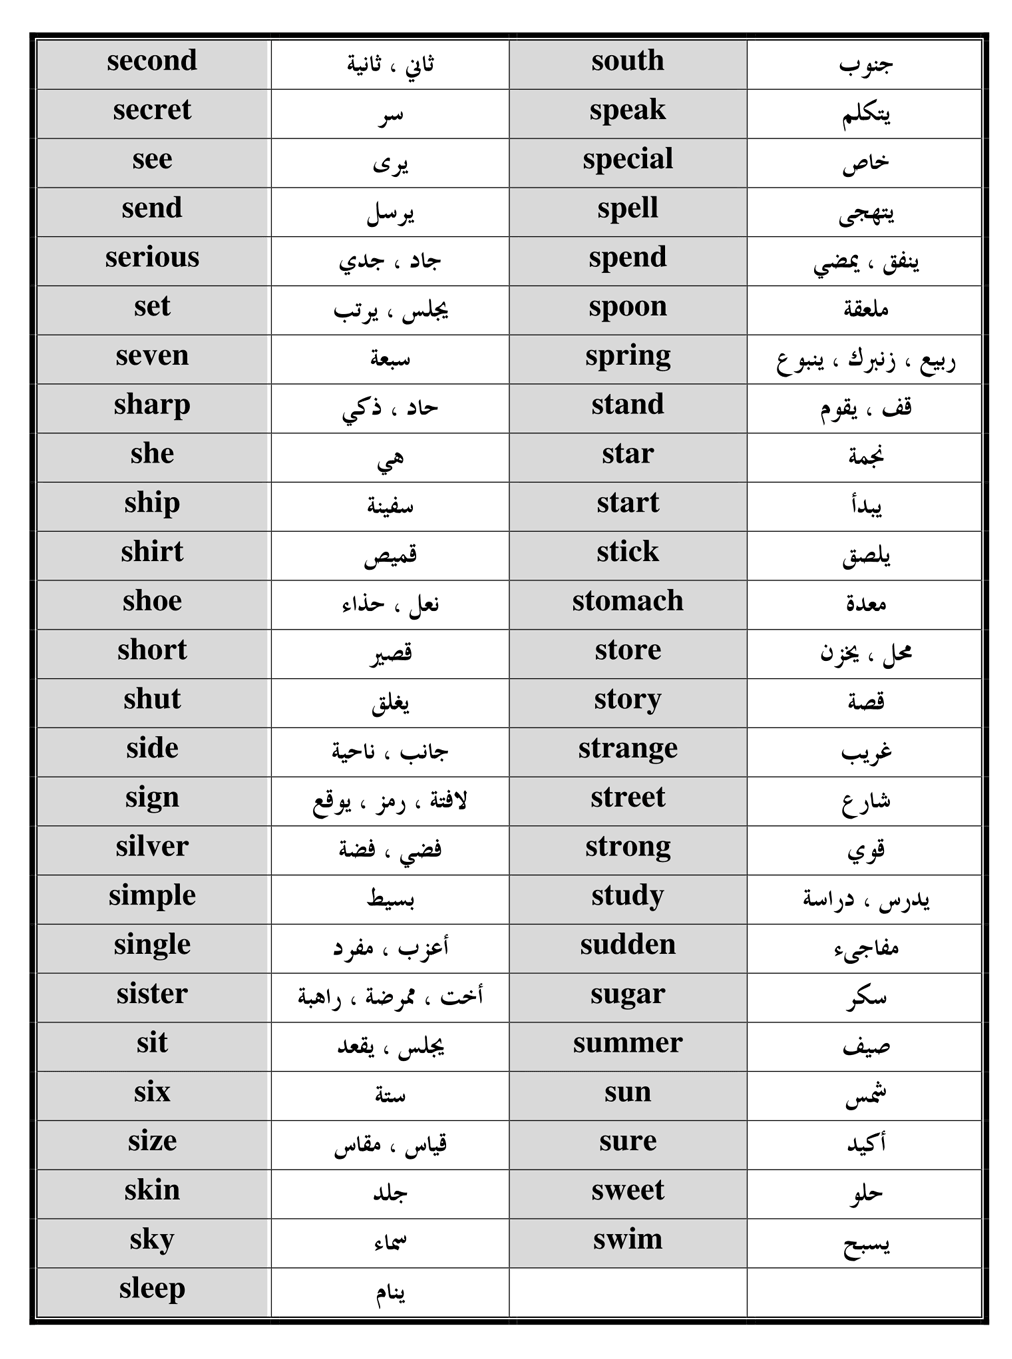 second ثاني ، ثانية south جنوب
secret سر speak يتكلم
see يرى special خاص
send يرسل spell يتهجى
serious جاد ، جدي spend ينفق ، يمضي
set يجلس ، يرتب spoon ملعقة
seven سبعة spring ربيع ، زنبرك ، ينبوع
sharp حاد ، ذكي stand قف ، يقوم
she هي star نجمة
ship سفينة start يبدأ
shirt قميص stick يلصق
shoe نعل ، حذاء stomach معدة
short قصير store محل ، يخزن
shut يغلق story قصة
side جانب ، ناحية strange غريب
sign لافتة ، رمز ، يوقع street شارع
silver فضي ، فضة strong قوي
simple بسيط study يدرس ، دراسة
single أعزب ، مفرد sudden مفاجىء
sister أخت ، ممرضة ، راهبة sugar سكر
sit يجلس ، يقعد summer صيف
six ستة sun شمس
size قياس ، مقاس sure أكيد
skin جلد sweet حلو
sky سماء swim يسبح
sleep ينام